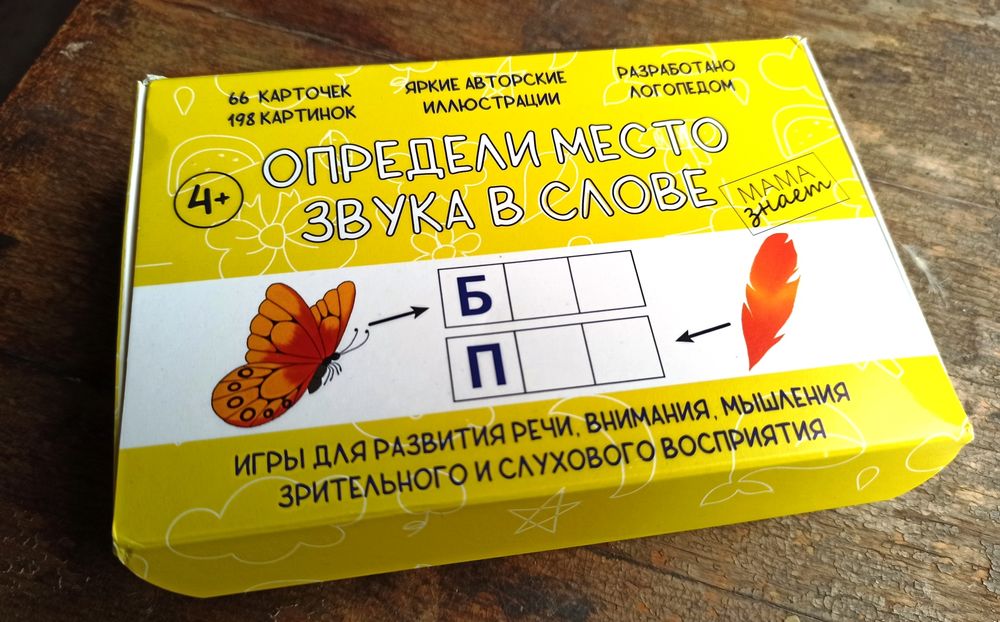 66 КАРТОЧЕК
198 КАРТИНОК
ЯРКИЕ АВТОРСКИЕ
ИЛЛЮСТРАЦИИ
РАЗРАБОТАНО
ЛОГОПЕДОМ
4+
ОПРЕДЕЛИ МЕСТО
ЗВУКА В СЛОВЕ
МАМА
знает
Б
П
ИГРЫ ДЛЯ РАЗВИТИЯ РЕЧИ, ВНИМАНИЯ, МЫШЛЕНИЯ
ЗРИТЕЛЬНОГО И СЛУХОВОГО ВОСПРИЯТИЯ